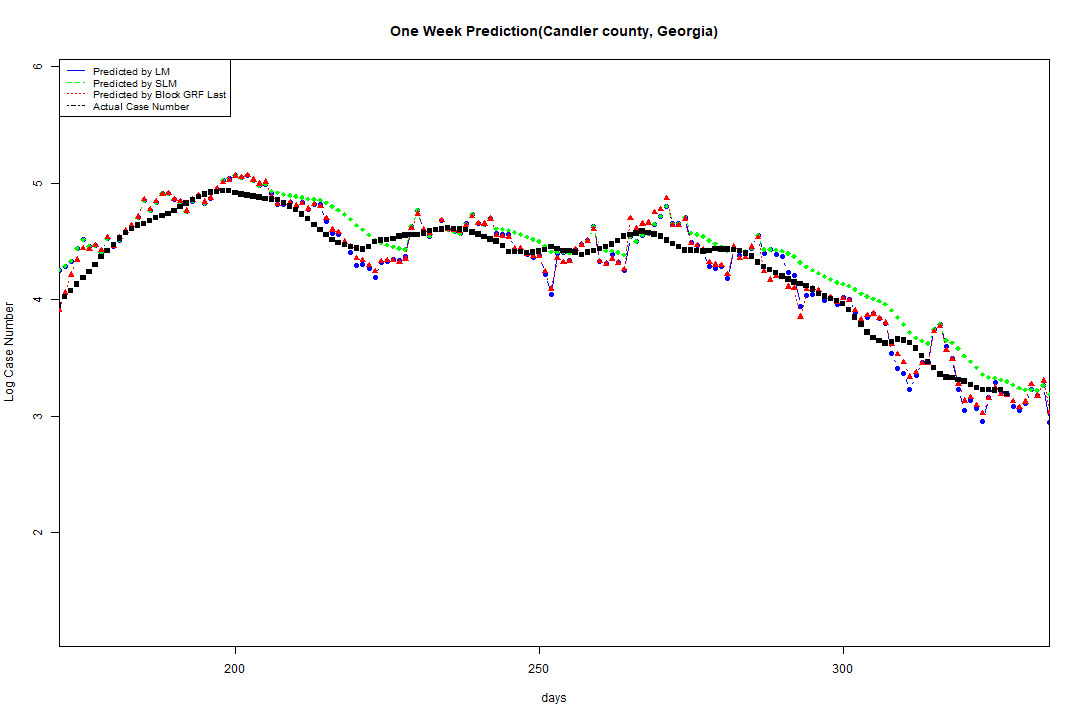 One Week Prediction(Candler county, Georgia)
Predicted by LM
Predicted by SLM
Predicted by Block GRF Last
Actual Case Number
6
5
4
3
2
Log Case Number
200
250
300
days